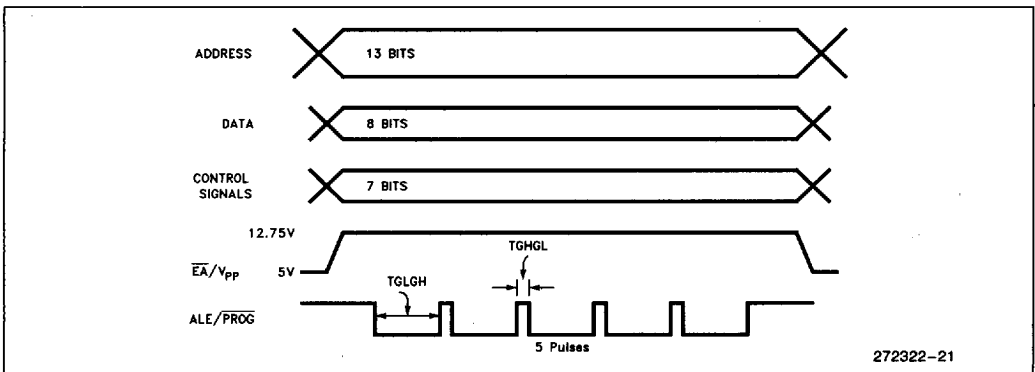 ADDRESS
13 BITS
DATA
8 BITS
CONTROL
SIGNALS
7 BITS
12.75V
EA/VPP
5V
TGLGH
TGHGL
ALE/PROG
5 Pulses
272322–21